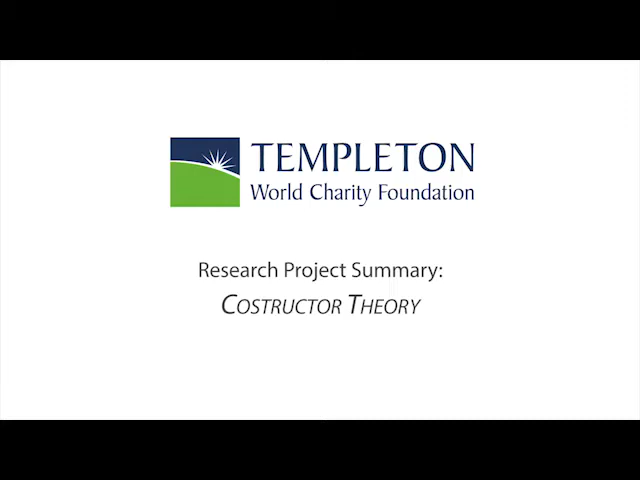 TEMPLETON
World Charity Foundation
Research Project Summary:
COSTRUCTOR THEORY